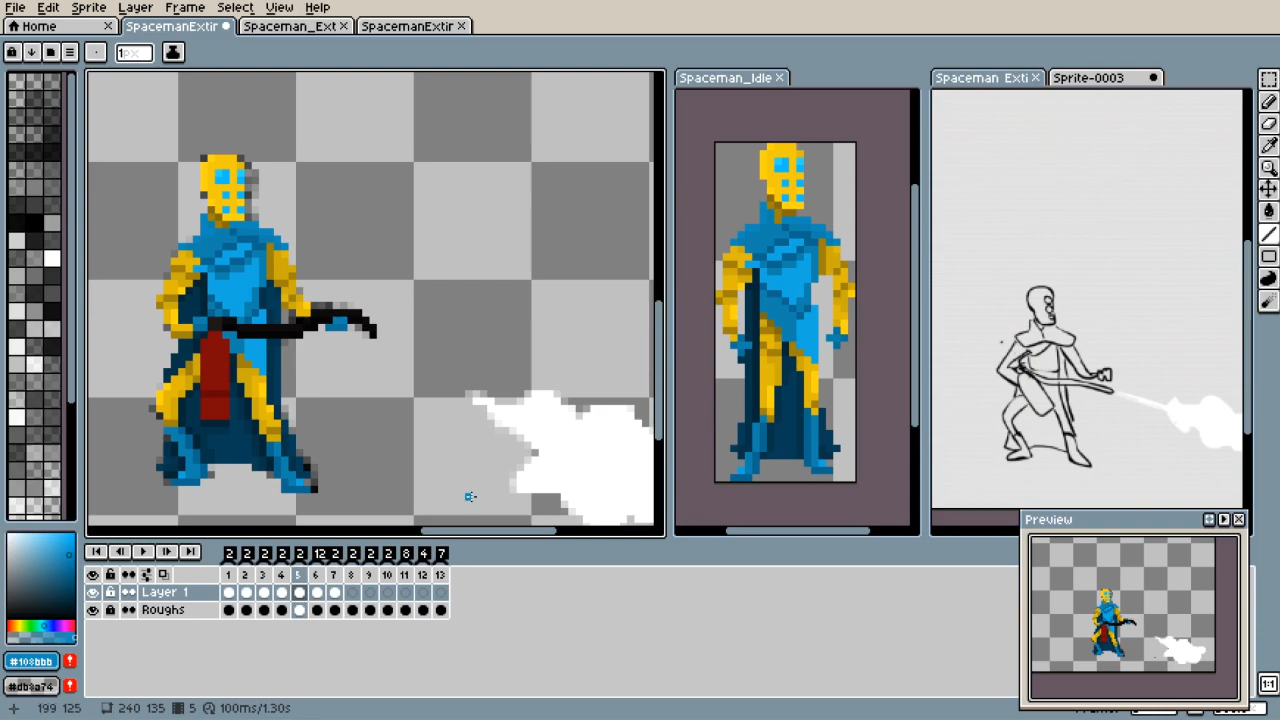 File Edit Sprite Layer Frame Select View Help
Home SpacemanExtir Spaceman_Ext SpacemanExtir
1px
Spaceman_Idle Spaceman Exti Sprite-0003
Preview
2 2 2 2 2 12 2 2 2 2 8 4 7
1 2 3 4 5 6 7 8 9 10 11 12 13
Layer 1
Roughs
#108bbb
1:1
199 125 240 135 5 100ms/1.30s